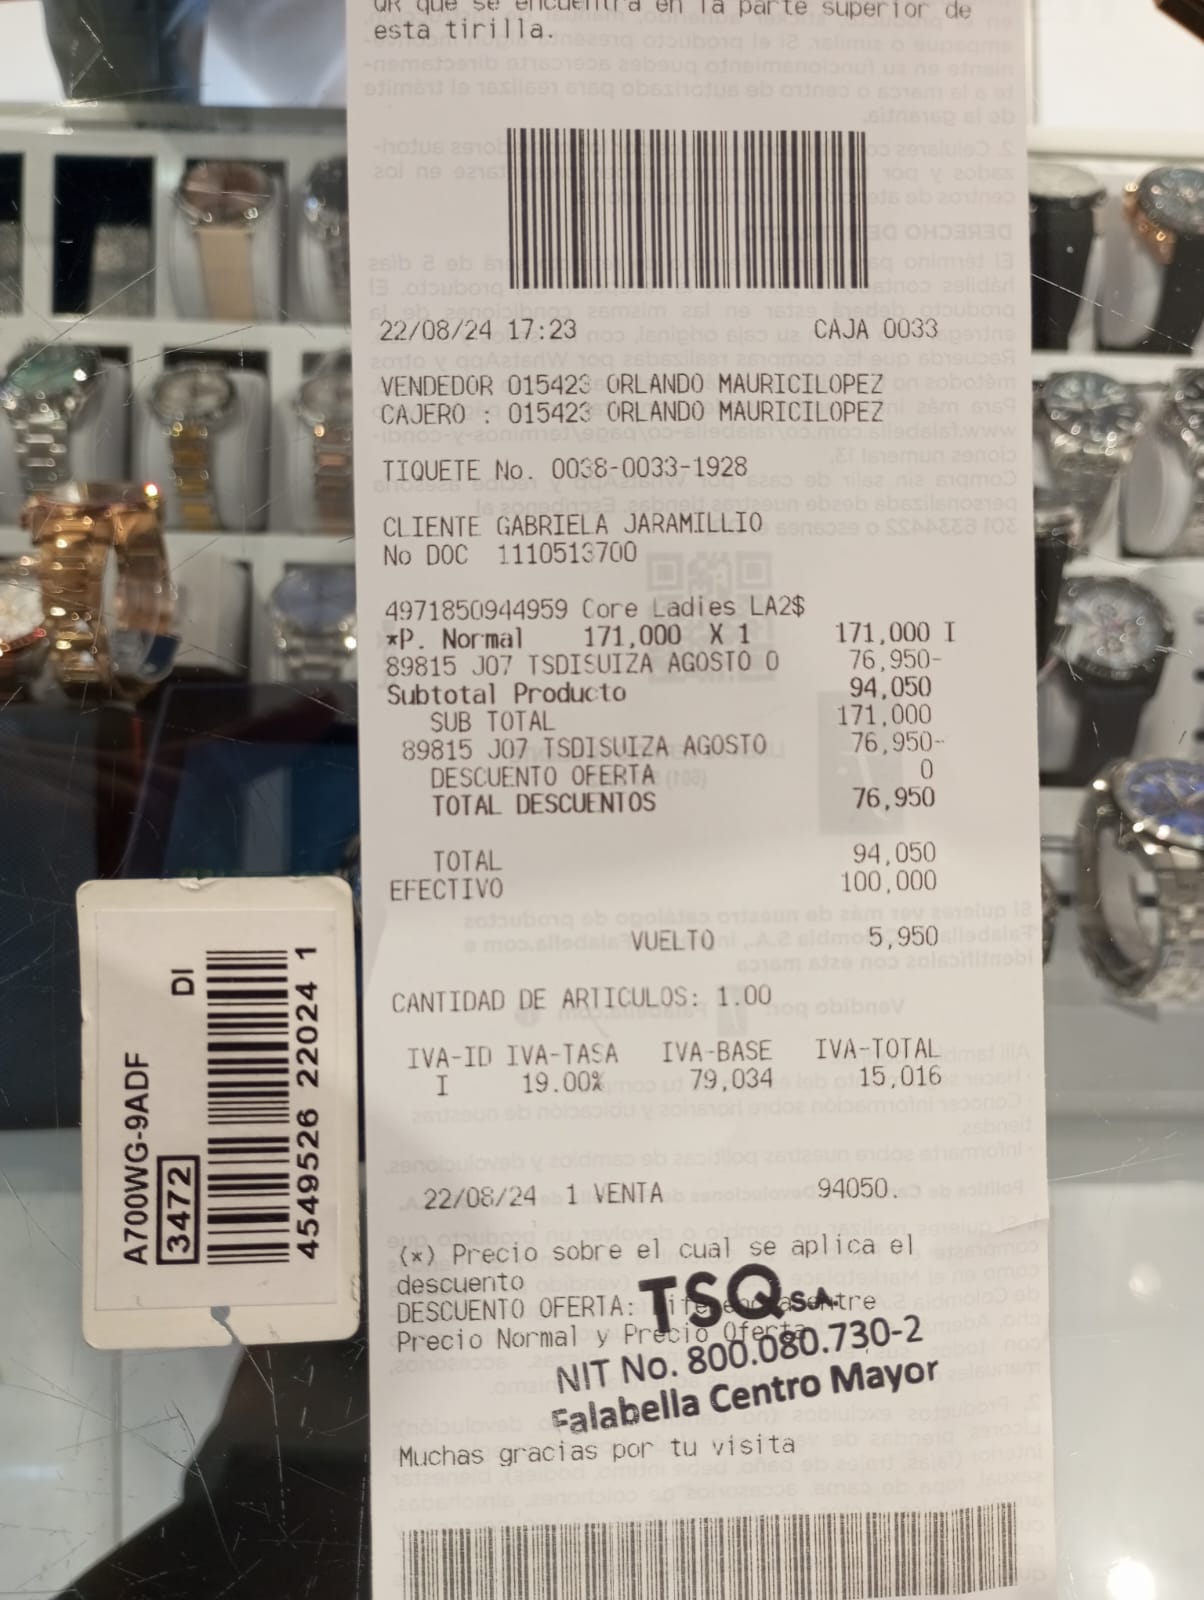 QR que se encuentra en la parte superior de
esta tirilla.
22/08/24 17:23 CAJA 0033
VENDEDOR 015423 ORLANDO MAURICILOPEZ
CAJERO : 015423 ORLANDO MAURICILOPEZ
TIQUETE No. 0038-0033-1928
CLIENTE GABRIELA JARAMILLIO
No DOC 1110513700
4971850944959 Core Ladies LA2$
*P. Normal 171,000 X 1 171,000 I
89815 J07 TSDISUIZA AGOSTO 0 76,950-
Subtotal Producto 94,050
SUB TOTAL 171,000
89815 J07 TSDISUIZA AGOSTO 76,950-
DESCUENTO OFERTA 0
TOTAL DESCUENTOS 76,950
TOTAL 94,050
EFECTIVO 100,000
VUELTO 5,950
CANTIDAD DE ARTICULOS: 1.00
IVA-ID IVA-TASA IVA-BASE IVA-TOTAL
I 19.00% 79,034 15,016
22/08/24 1 VENTA 94050.
(*) Precio sobre el cual se aplica el
descuento
DESCUENTO OFERTA: Diferencia entre
Precio Normal y Precio Oferta
TSQ S.A.
NIT No. 800.080.730-2
Falabella Centro Mayor
Muchas gracias por tu visita
A700WG-9ADF DI
3472
4549526 22024 1